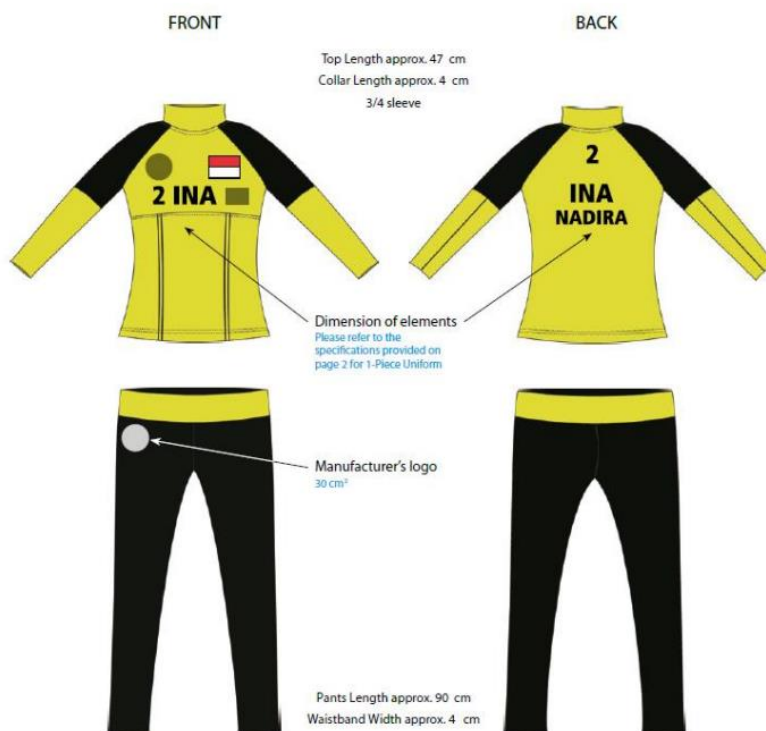 FRONT
BACK
Top Length approx. 47 cm
Collar Length approx. 4 cm
3/4 sleeve
2 INA
2
INA
NADIRA
Dimension of elements
Please refer to the
specifications provided on
page 2 for 1-Piece Uniform
Manufacturer's logo
30 cm²
Pants Length approx. 90 cm
Waistband Width approx. 4 cm